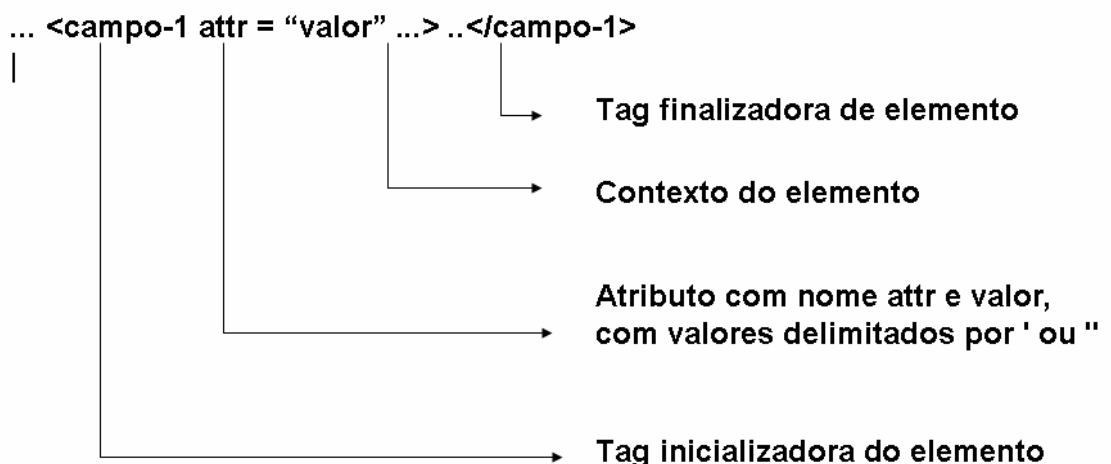 ... <campo-1 attr = “valor” ...> ..</campo-1>
|
Tag finalizadora de elemento
Contexto do elemento
Atributo com nome attr e valor,
com valores delimitados por ' ou "
Tag inicializadora do elemento